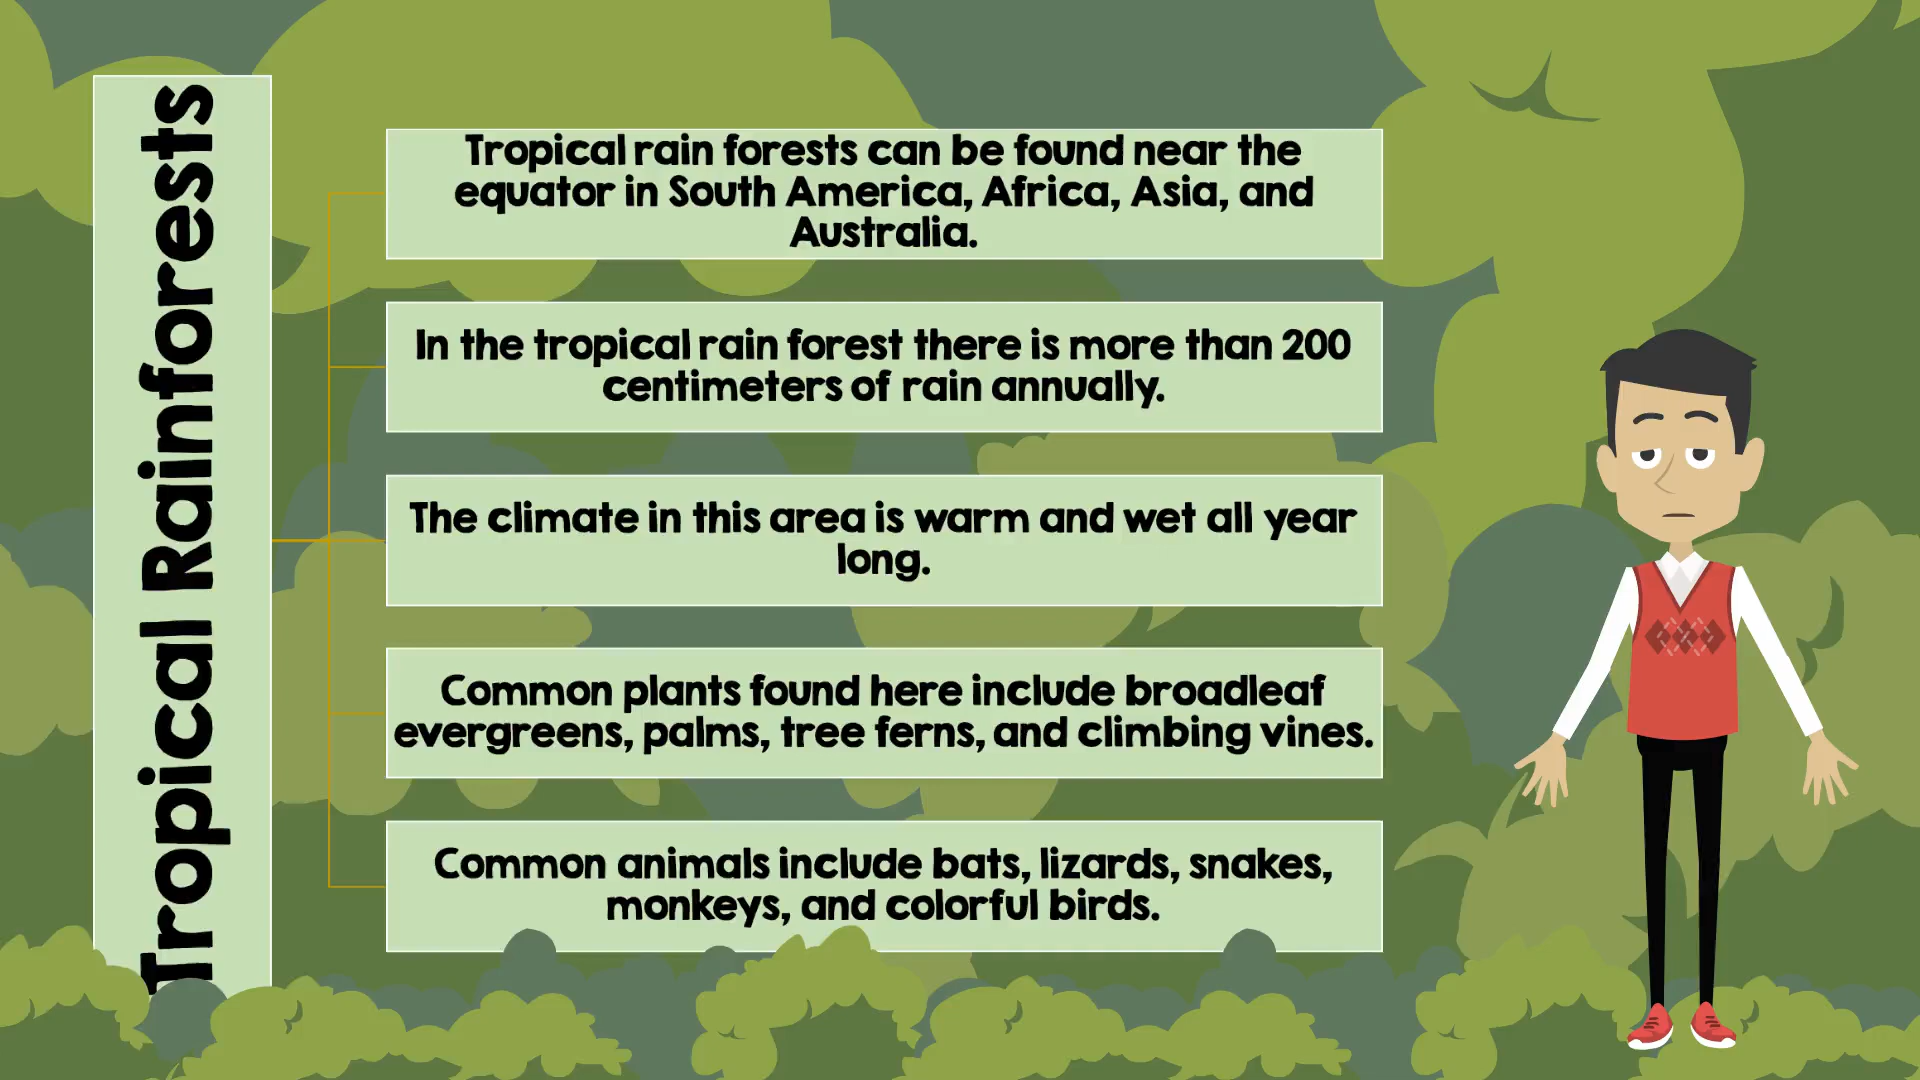 Tropical Rainforests
Tropical rain forests can be found near the
equator in South America, Africa, Asia, and
Australia.
In the tropical rain forest there is more than 200
centimeters of rain annually.
The climate in this area is warm and wet all year
long.
Common plants found here include broadleaf
evergreens, palms, tree ferns, and climbing vines.
Common animals include bats, lizards, snakes,
monkeys, and colorful birds.